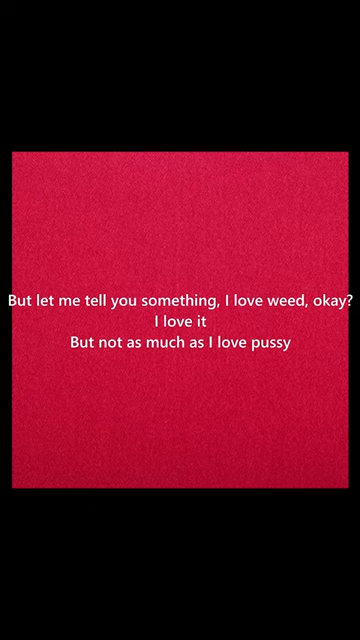 But let me tell you something, I love weed, okay?
I love it
But not as much as I love pussy